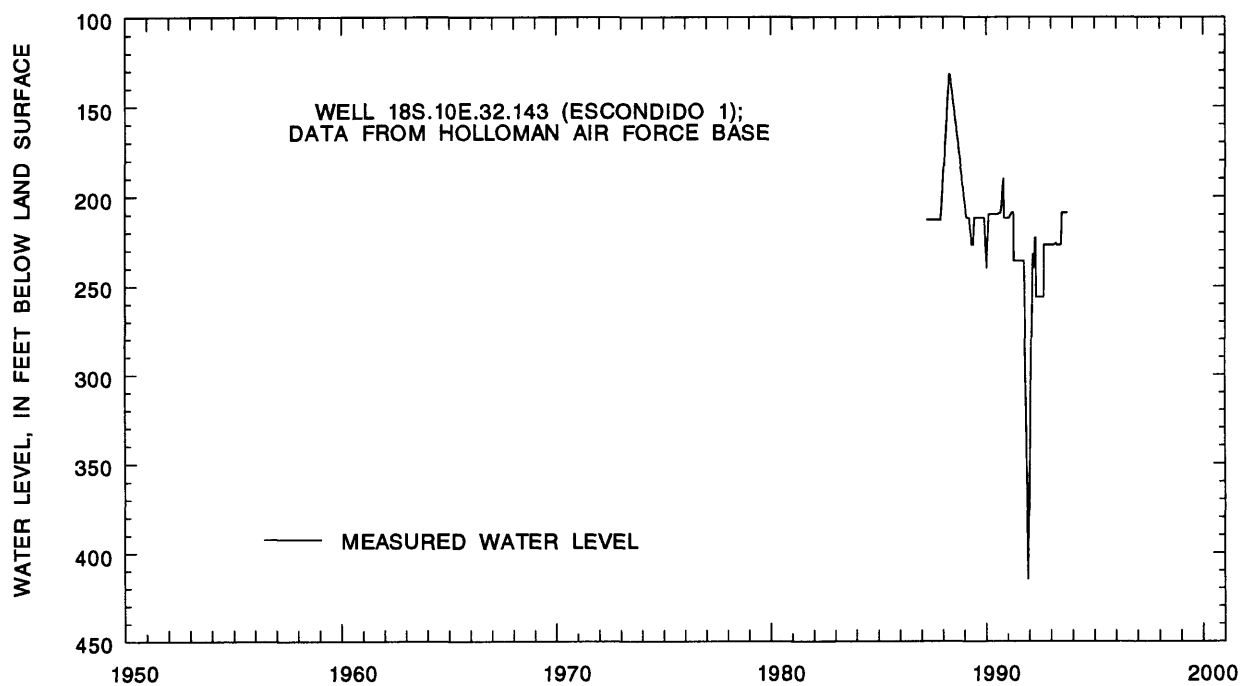 WATER LEVEL, IN FEET BELOW LAND SURFACE
100
150
200
250
300
350
400
450
WELL 18S.10E.32.143 (ESCONDIDO 1);
DATA FROM HOLLOMAN AIR FORCE BASE
MEASURED WATER LEVEL
1950 1960 1970 1980 1990 2000